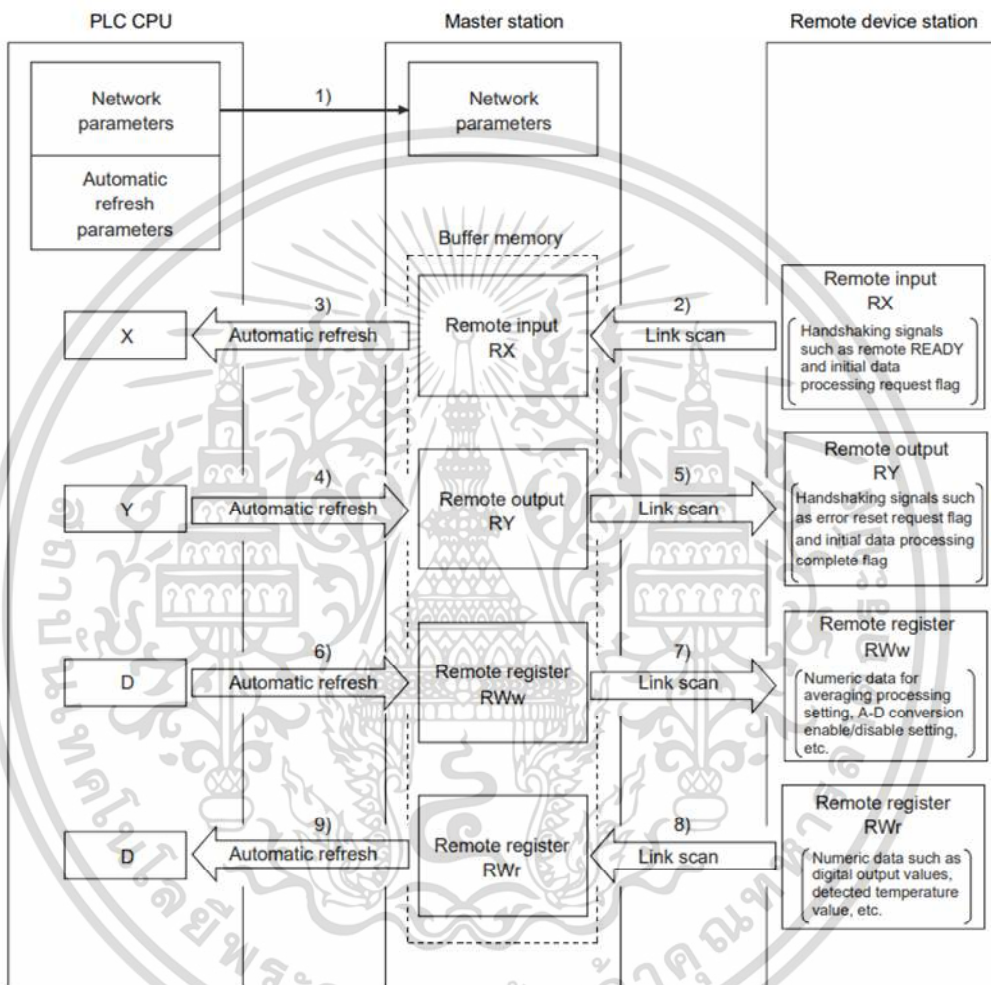 PLC CPU
Master station
Remote device station
Network
parameters
1)
Network
parameters
Automatic
refresh
parameters
Buffer memory
X
3)
Automatic refresh
Remote input
RX
2)
Link scan
Remote input
RX
Handshaking signals
such as remote READY
and initial data
processing request flag
Y
4)
Automatic refresh
Remote output
RY
5)
Link scan
Remote output
RY
Handshaking signals such
as error reset request flag
and initial data processing
complete flag
D
6)
Automatic refresh
Remote register
RWw
7)
Link scan
Remote register
RWw
Numeric data for
averaging processing
setting, A-D conversion
enable/disable setting,
etc.
D
9)
Automatic refresh
Remote register
RWr
8)
Link scan
Remote register
RWr
Numeric data such as
digital output values,
detected temperature
value, etc.